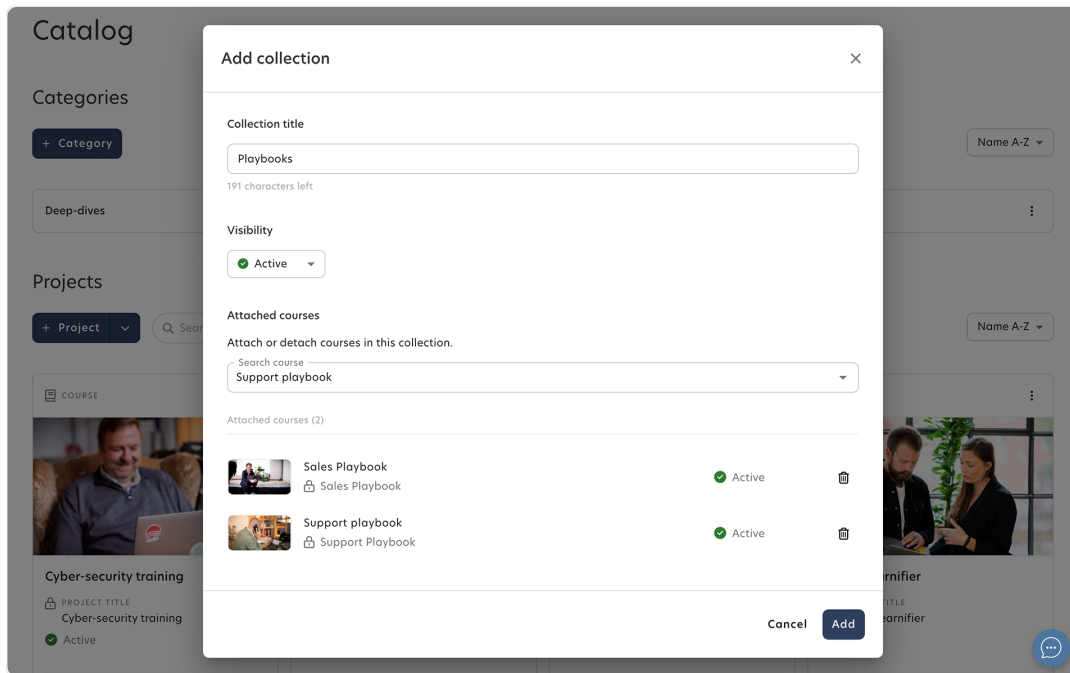 Catalog
Add collection
Categories
Collection title
+ Category
Name A-Z
Playbooks
191 characters left
Deep-dives
Visibility
Active
Projects
Attached courses
+ Project
Sear
Name A-Z
Attach or detach courses in this collection.
Search course
Support playbook
COURSE
Attached courses (2)
Sales Playbook
Sales Playbook
Active
Support playbook
Support Playbook
Active
Cyber-security training
PROJECT TITLE
Cyber-security training
Active
arnifier
TITLE
earnifier
Cancel
Add